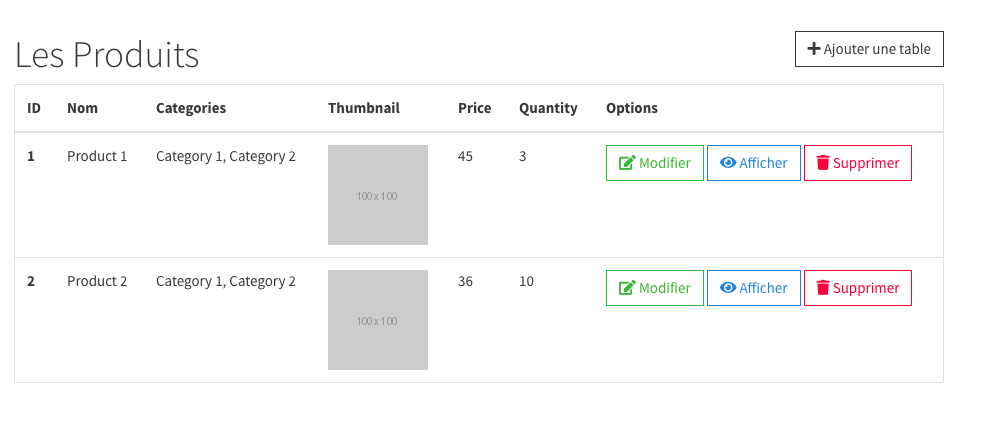 Les Produits
Ajouter une table
ID Nom Categories Thumbnail Price Quantity Options
1 Product 1 Category 1, Category 2 100 x 100 45 3 Modifier Afficher Supprimer
2 Product 2 Category 1, Category 2 100 x 100 36 10 Modifier Afficher Supprimer